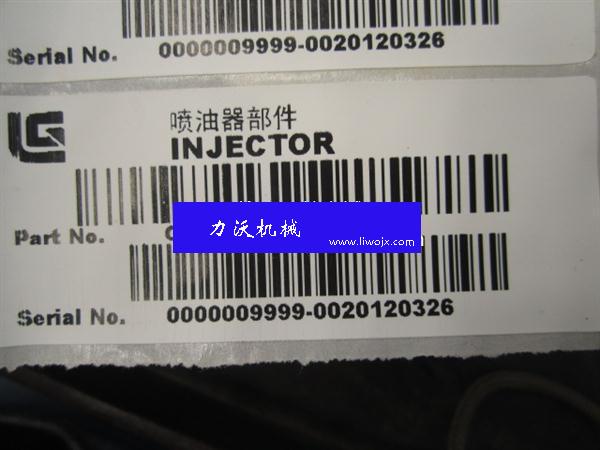 Serial No. 0000009999-0020120326
LG
喷油器部件
INJECTOR
力沃机械
www.liwojx.com
Part No.
Serial No. 0000009999-0020120326